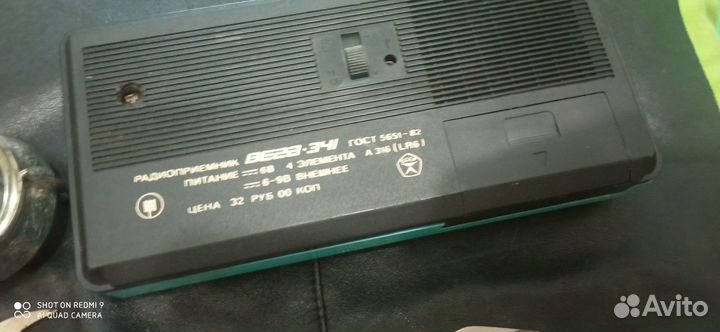 РАДИОПРИЕМНИК ВЕГА-341 ГОСТ 5651-82
ПИТАНИЕ 6В 4 ЭЛЕМЕНТА А 316 (LR6)
6-9В ВНЕШНЕЕ
ЦЕНА 32 РУБ 00 КОП
SHOT ON REDMI 9
AI QUAD CAMERA
Avito